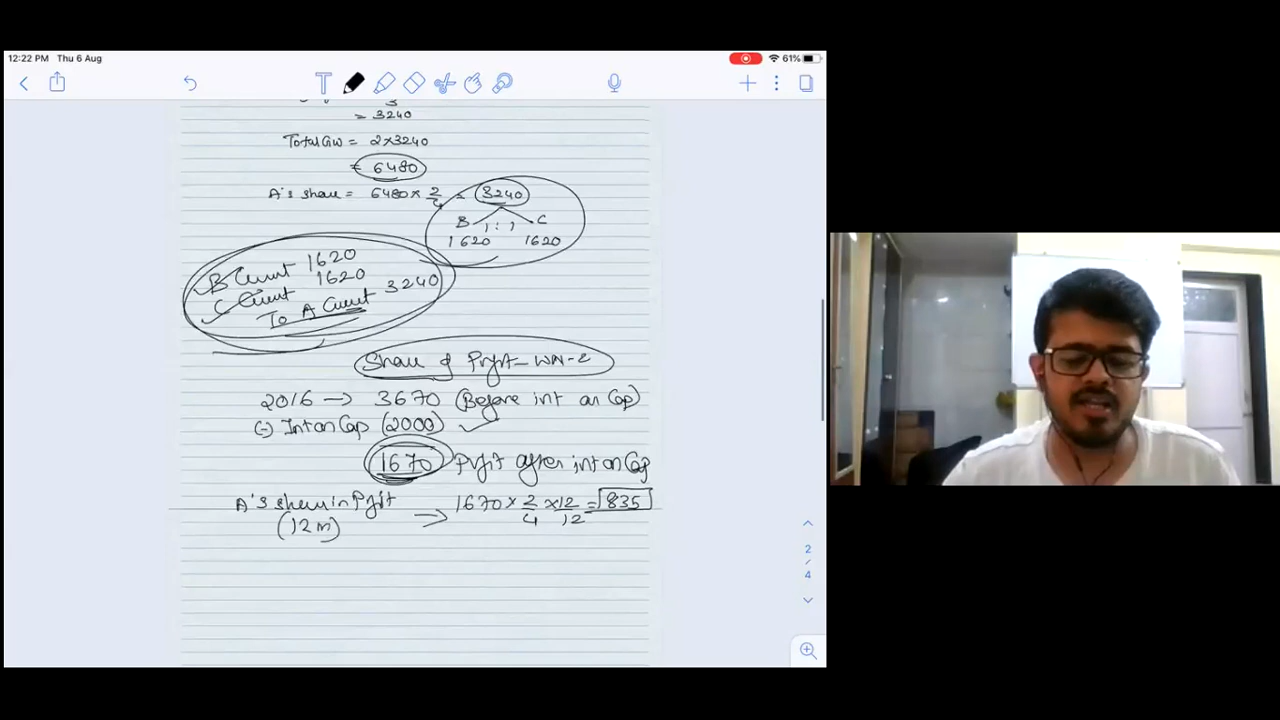 12:22 PM Thu 6 Aug
61%
3
= 3240
Total GW = 2×3240
= 6480
A's share = 6480 × 2/4 = 3240
B C
1 : 1
1620 1620
B Current 1620
C Current 1620
To A Current 3240
Share of Profit - WN-2
2016 → 3670 (Before int on Cap)
(-) Int on Cap (2000) ✓
1670 Profit after int on Cap
A's share in Profit → 1670 × 2/4 × 12/12 = 835
(12m)
2
/
4